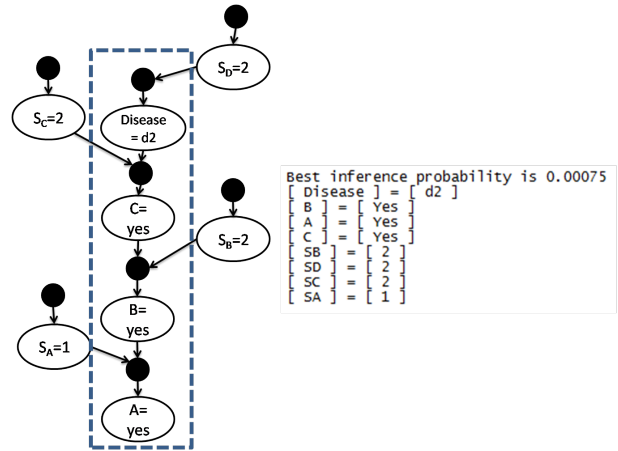 S_D=2
S_C=2
Disease
= d2
C=
yes
S_B=2
B=
yes
S_A=1
A=
yes
Best inference probability is 0.00075
[ Disease ] = [ d2 ]
[ B ] = [ Yes ]
[ A ] = [ Yes ]
[ C ] = [ Yes ]
[ SB ] = [ 2 ]
[ SD ] = [ 2 ]
[ SC ] = [ 2 ]
[ SA ] = [ 1 ]